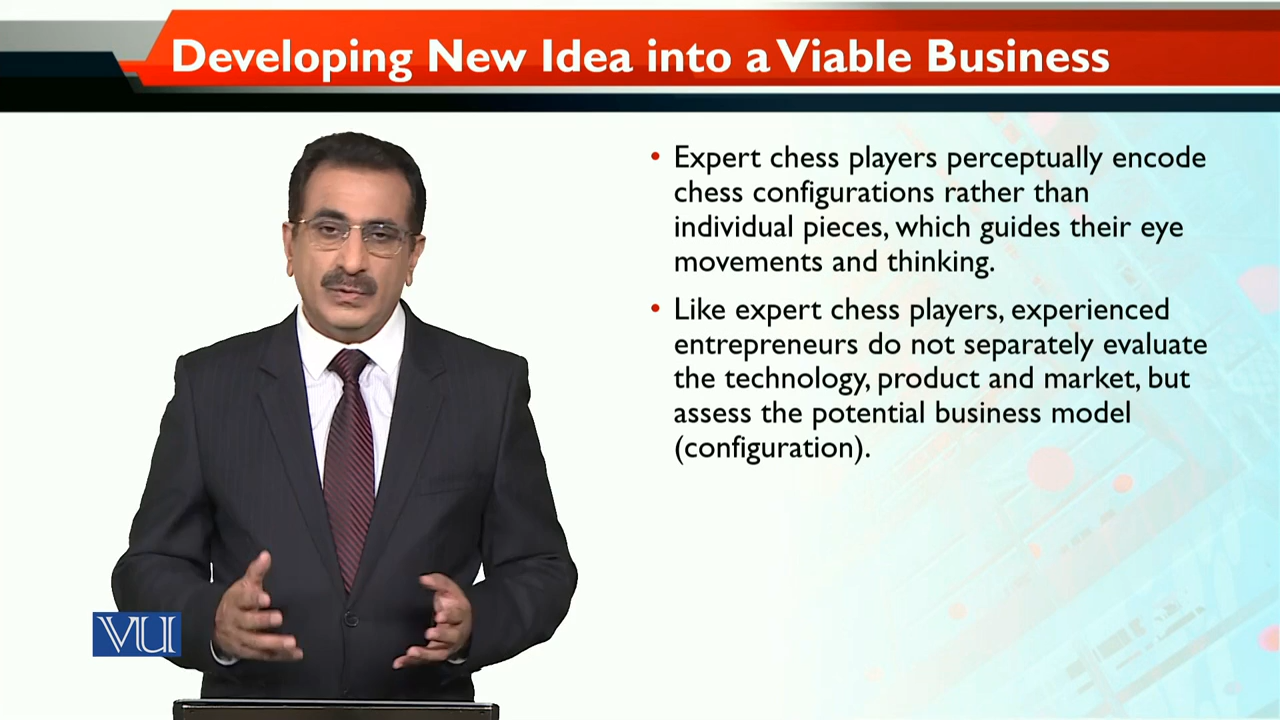 Developing New Idea into a Viable Business
• Expert chess players perceptually encode
chess configurations rather than
individual pieces, which guides their eye
movements and thinking.
• Like expert chess players, experienced
entrepreneurs do not separately evaluate
the technology, product and market, but
assess the potential business model
(configuration).
VU